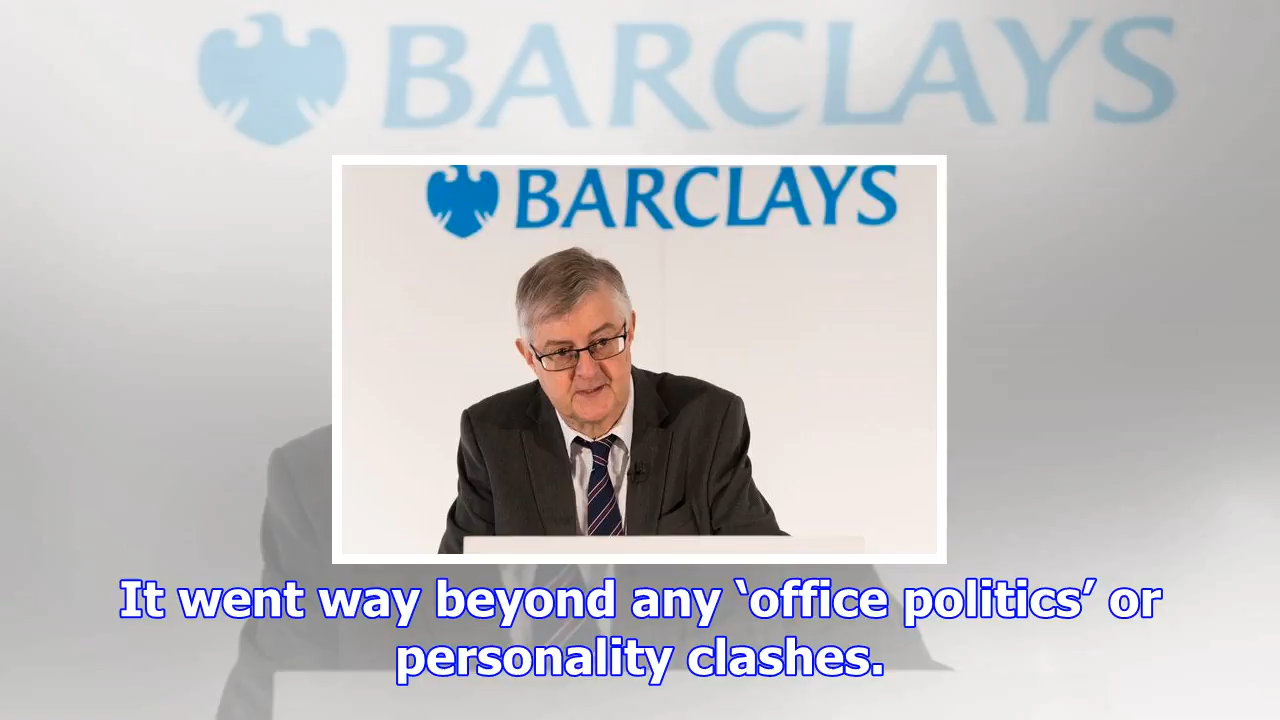 BARCLAYS
BARCLAYS
It went way beyond any ‘office politics’ or
personality clashes.